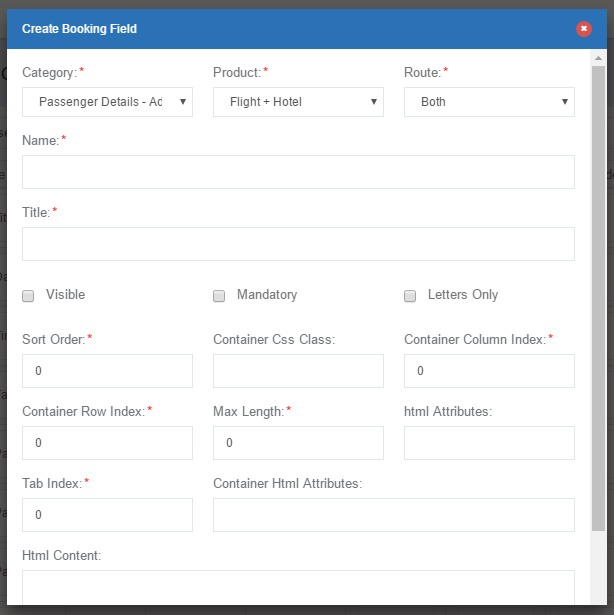 Create Booking Field
Category:* Product:* Route:*
Passenger Details - Ad Flight + Hotel Both
Name:*
Title:*
Visible Mandatory Letters Only
Sort Order:* Container Css Class: Container Column Index:*
0 0
Container Row Index:* Max Length:* html Attributes:
0 0
Tab Index:* Container Html Attributes:
0
Html Content: